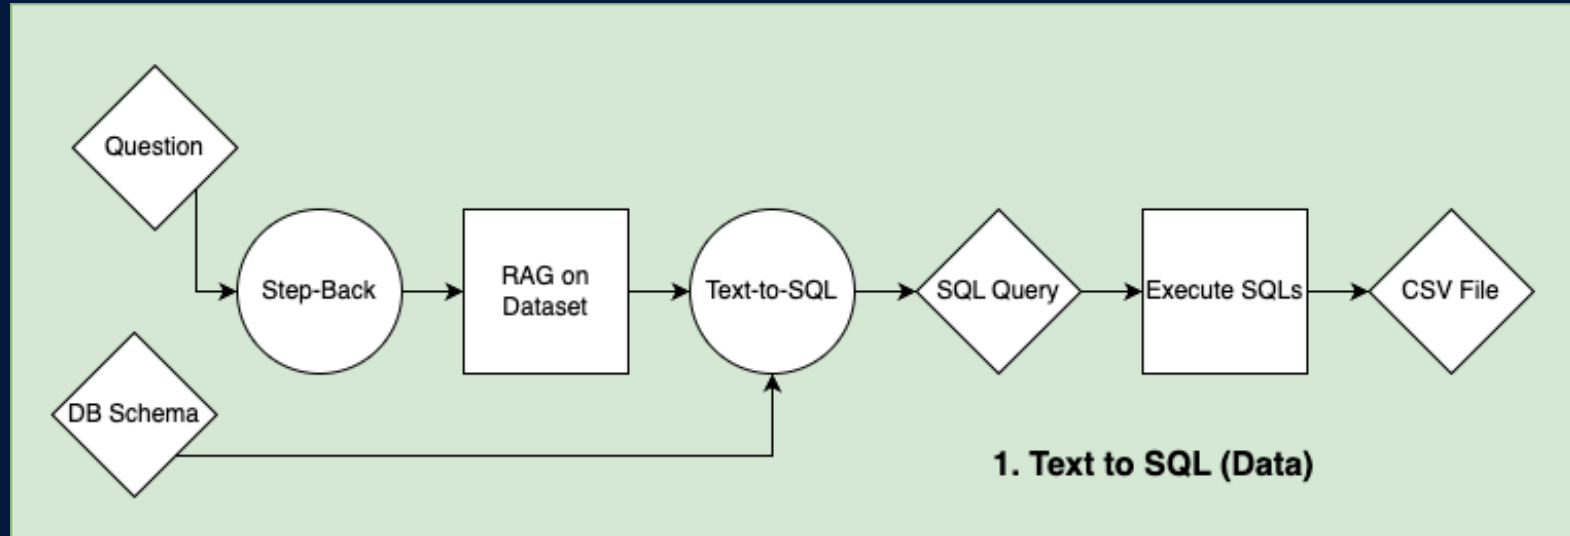 Question
Step-Back
RAG on
Dataset
Text-to-SQL
SQL Query
Execute SQLs
CSV File
DB Schema
1. Text to SQL (Data)